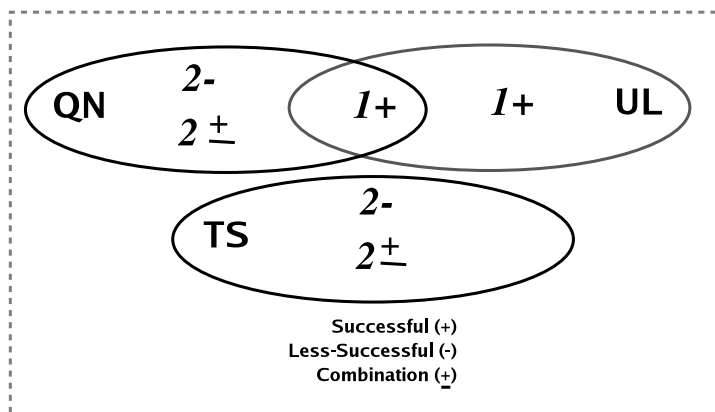 2-
QN 1+ 1+ UL
2 ±
2-
TS
2 ±
Successful (+)
Less-Successful (-)
Combination (±)